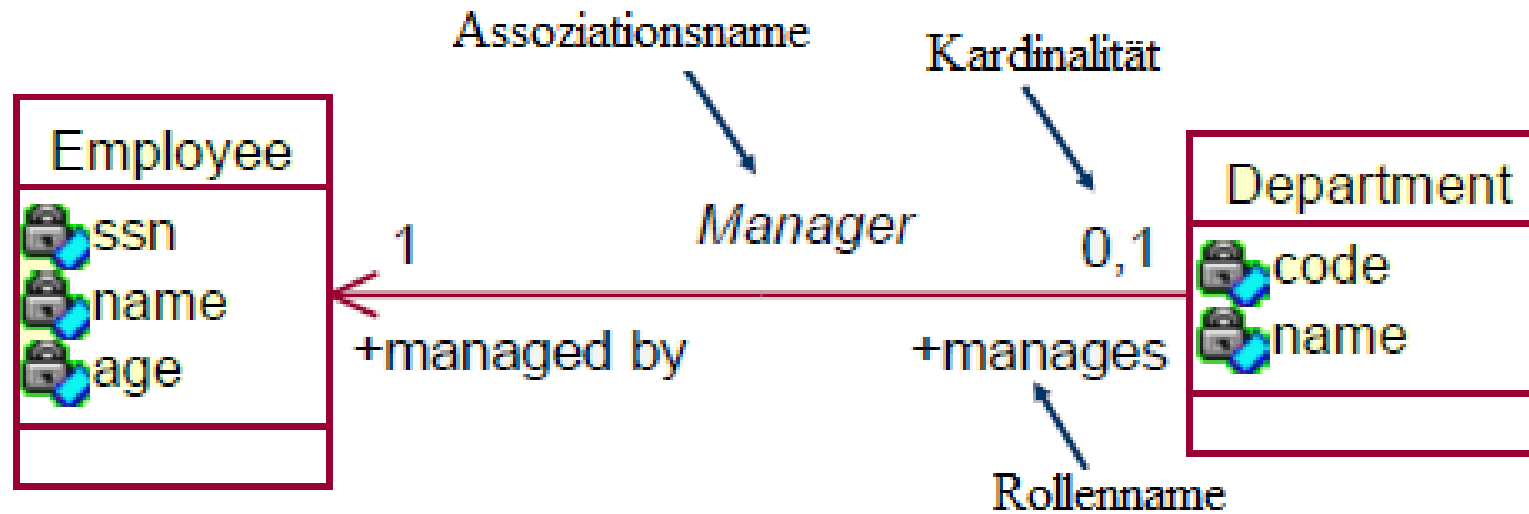 Assoziationsname
Kardinalität
Employee
ssn
name
age
1
Manager
0,1
+managed by
+manages
Department
code
name
Rollenname